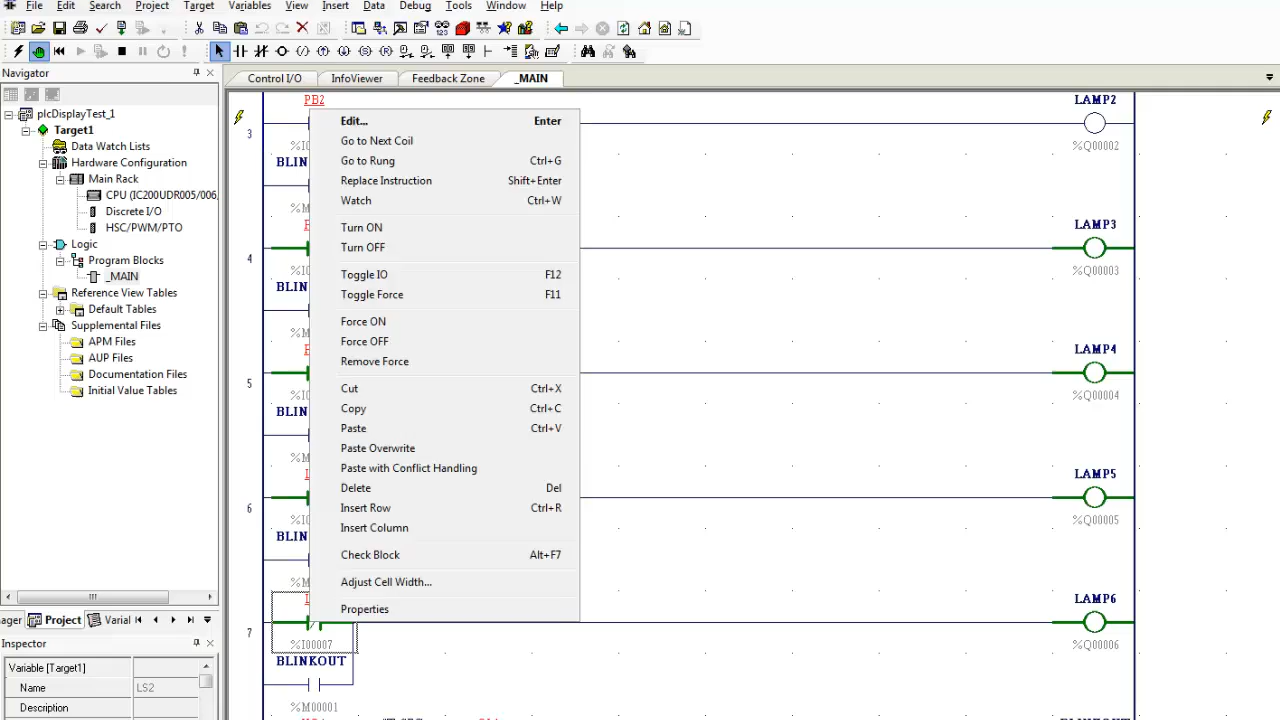 File Edit Search Project Target Variables View Insert Data Debug Tools Window Help
Navigator
Control I/O InfoViewer Feedback Zone _MAIN
plcDisplayTest_1
Target1
Data Watch Lists
Hardware Configuration
Main Rack
CPU (IC200UDR005/006,
Discrete I/O
HSC/PWM/PTO
Logic
Program Blocks
_MAIN
Reference View Tables
Default Tables
Supplemental Files
APM Files
AUP Files
Documentation Files
Initial Value Tables
ager Project Varial
Inspector
Variable [Target1]
Name LS2
Description
PB2 LAMP2
3
%I0 %Q00002
BLIN
%M
LAMP3
4
%I0 %Q00003
BLIN
%M
LAMP4
5
%I0 %Q00004
BLIN
%M
LAMP5
6
%I0 %Q00005
BLIN
%M
LAMP6
7
%I00007 %Q00006
BLINKOUT
%M00001
Edit... Enter
Go to Next Coil
Go to Rung Ctrl+G
Replace Instruction Shift+Enter
Watch Ctrl+W
Turn ON
Turn OFF
Toggle IO F12
Toggle Force F11
Force ON
Force OFF
Remove Force
Cut Ctrl+X
Copy Ctrl+C
Paste Ctrl+V
Paste Overwrite
Paste with Conflict Handling
Delete Del
Insert Row Ctrl+R
Insert Column
Check Block Alt+F7
Adjust Cell Width...
Properties